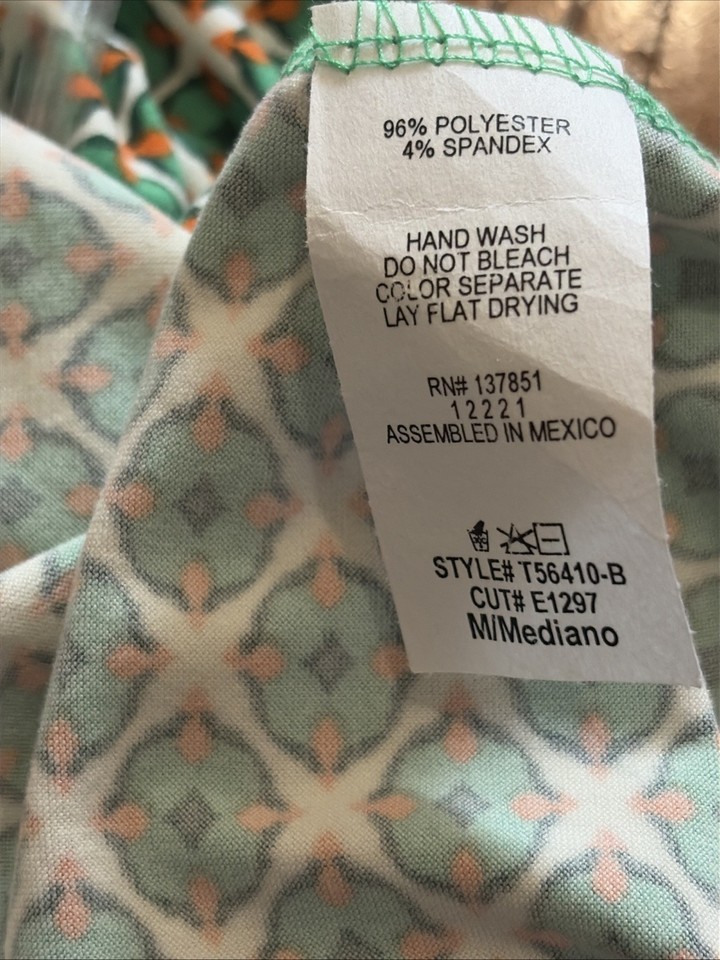 96% POLYESTER
4% SPANDEX
HAND WASH
DO NOT BLEACH
COLOR SEPARATE
LAY FLAT DRYING
RN# 137851
12221
ASSEMBLED IN MEXICO
STYLE# T56410-B
CUT# E1297
M/Mediano